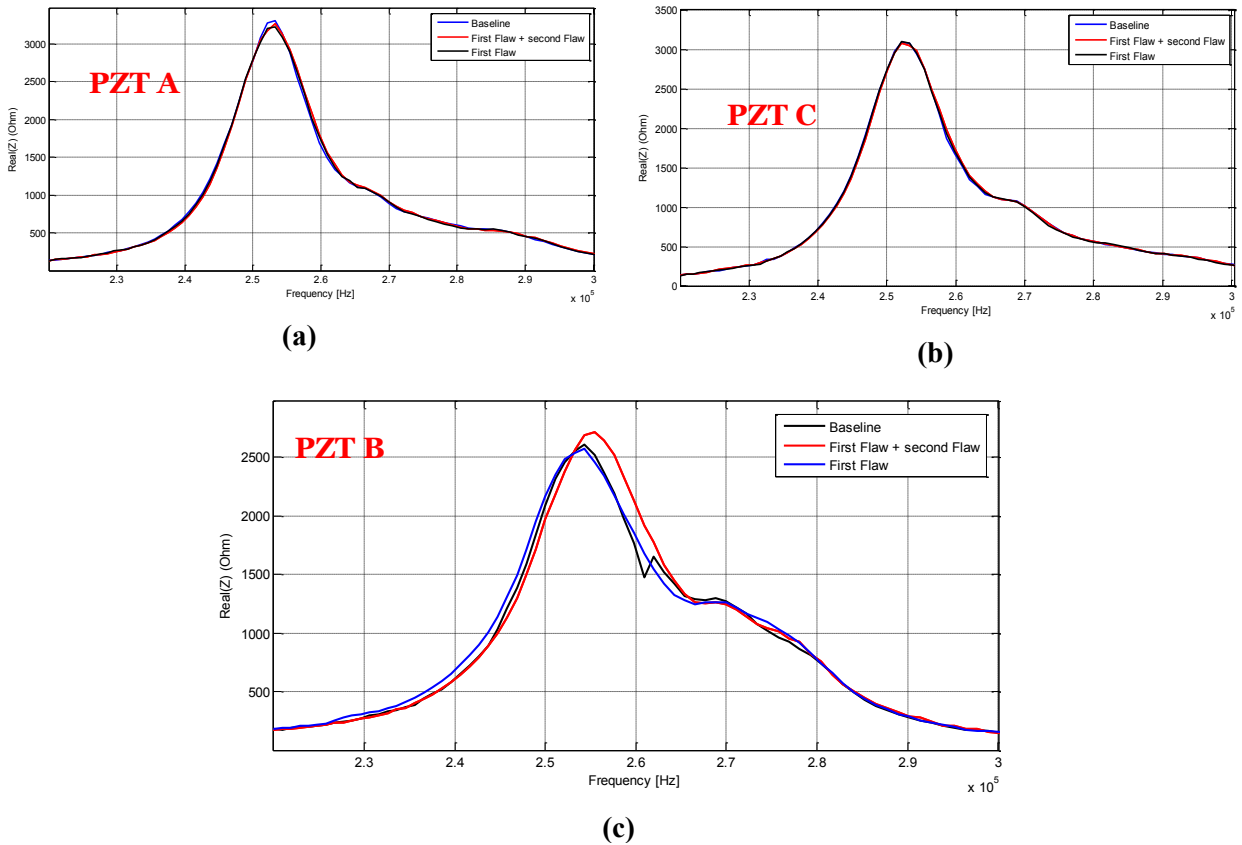 Baseline
First Flaw + second Flaw
First Flaw
PZT A
Real(Z) (Ohm)
3000
2500
2000
1500
1000
500
2.3 2.4 2.5 2.6 2.7 2.8 2.9 3
Frequency [Hz]
x 10^5
(a)
Baseline
First Flaw + second Flaw
First Flaw
PZT C
Real(Z) (Ohm)
3500
3000
2500
2000
1500
1000
500
0
2.3 2.4 2.5 2.6 2.7 2.8 2.9 3
Frequency [Hz]
x 10^5
(b)
Baseline
First Flaw + second Flaw
First Flaw
PZT B
Real(Z) (Ohm)
2500
2000
1500
1000
500
2.3 2.4 2.5 2.6 2.7 2.8 2.9 3
Frequency [Hz]
x 10^5
(c)